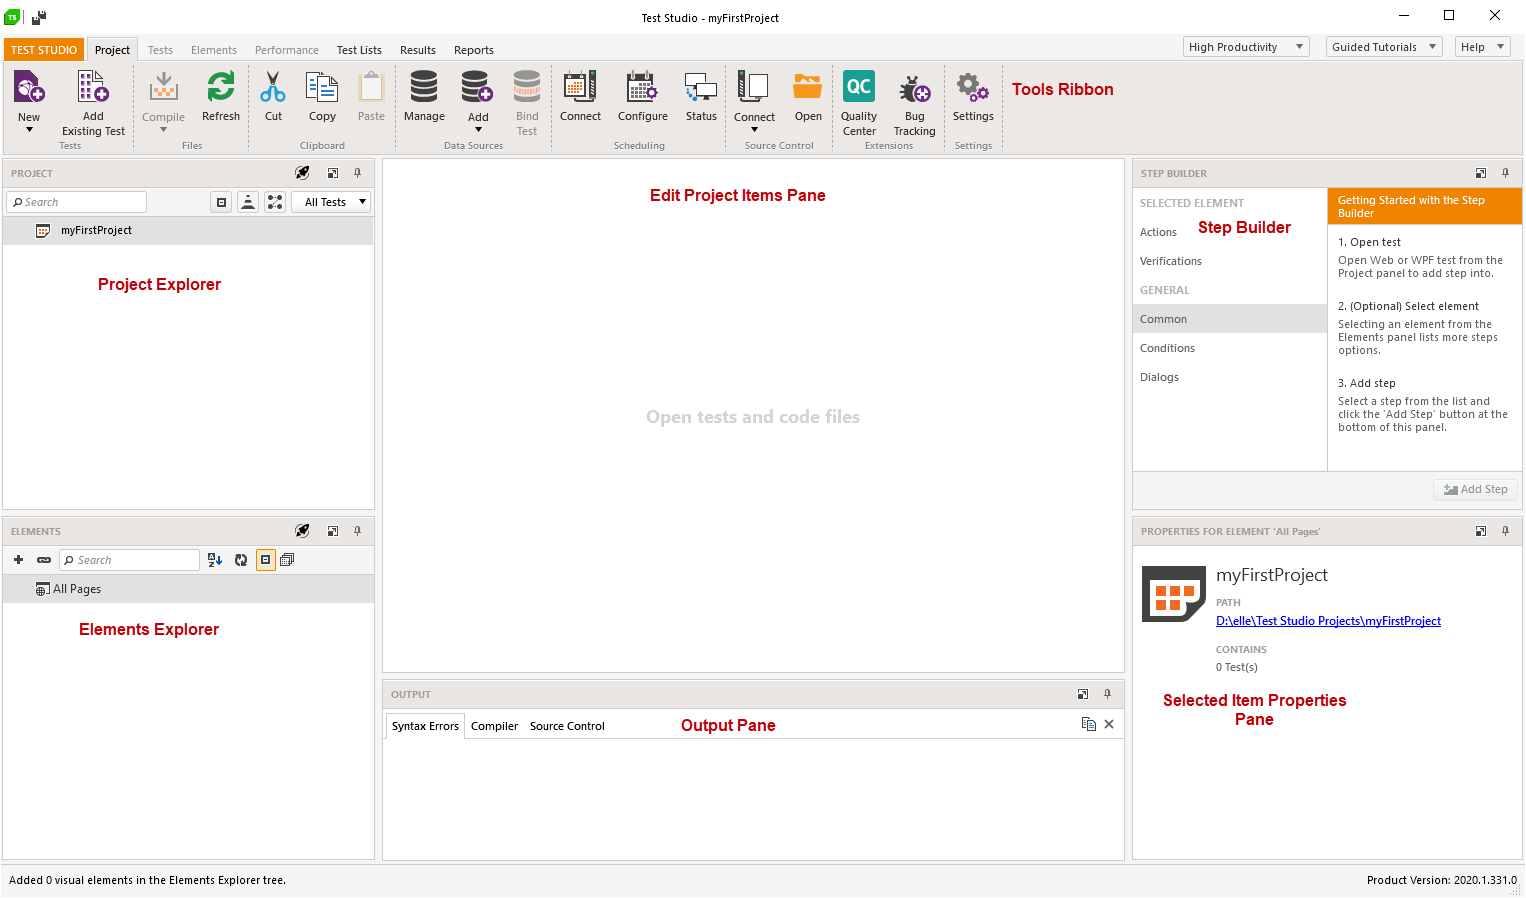 TS
Test Studio - myFirstProject
TEST STUDIO Project Tests Elements Performance Test Lists Results Reports
High Productivity Guided Tutorials Help
New
Add
Existing Test
Tests
Compile
Refresh
Files
Cut
Copy
Paste
Clipboard
Manage
Add
Bind
Test
Data Sources
Connect
Configure
Status
Scheduling
Connect
Open
Source Control
QC
Quality
Center
Bug
Tracking
Extensions
Settings
Settings
Tools Ribbon
PROJECT
Search
All Tests
myFirstProject
Project Explorer
ELEMENTS
Search
A
Z
All Pages
Elements Explorer
Edit Project Items Pane
Open tests and code files
OUTPUT
Syntax Errors Compiler Source Control
Output Pane
STEP BUILDER
SELECTED ELEMENT
Actions
Step Builder
Verifications
GENERAL
Common
Conditions
Dialogs
Getting Started with the Step
Builder
1. Open test
Open Web or WPF test from the
Project panel to add step into.
2. (Optional) Select element
Selecting an element from the
Elements panel lists more steps
options.
3. Add step
Select a step from the list and
click the 'Add Step' button at the
bottom of this panel.
Add Step
PROPERTIES FOR ELEMENT 'All Pages'
myFirstProject
PATH
D:\elle\Test Studio Projects\myFirstProject
CONTAINS
0 Test(s)
Selected Item Properties
Pane
Added 0 visual elements in the Elements Explorer tree.
Product Version: 2020.1.331.0